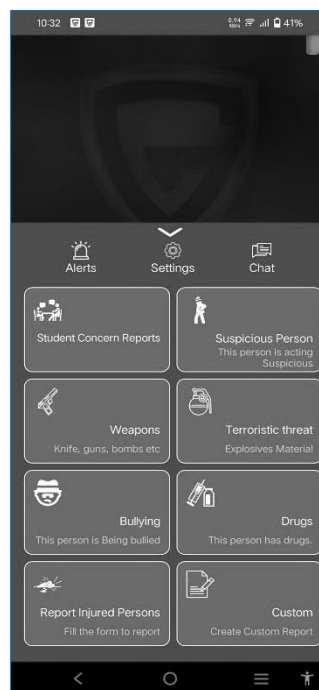 10:32
41%
Alerts
Settings
Chat
Student Concern Reports
Suspicious Person
This person is acting
Suspicious
Weapons
Knife, guns, bombs etc
Terroristic threat
Explosives Material
Bullying
This person is Being bullied
Drugs
This person has drugs.
Report Injured Persons
Fill the form to report
Custom
Create Custom Report